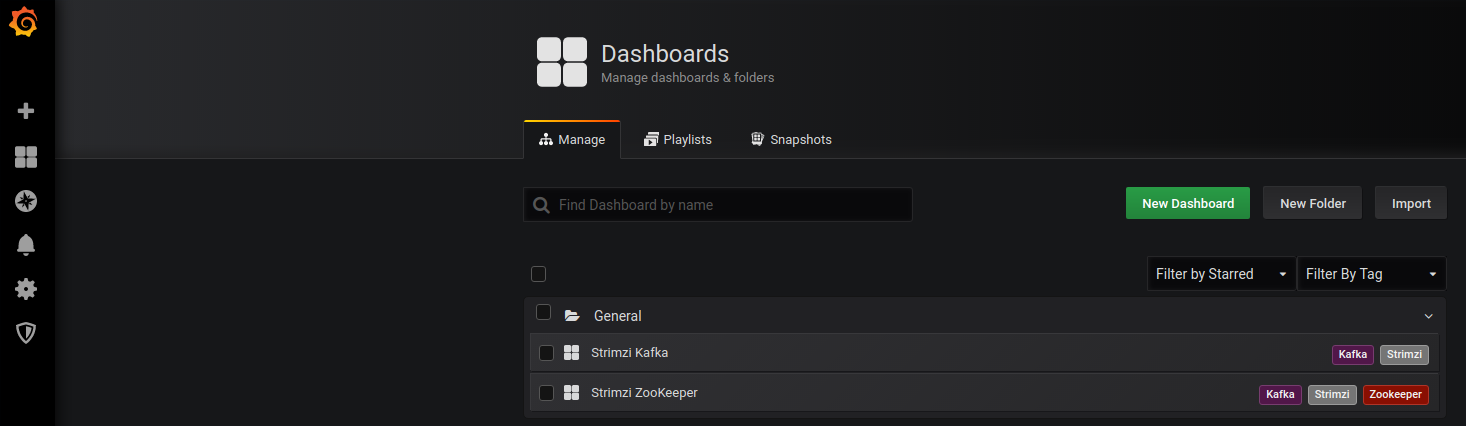 Dashboards
Manage dashboards & folders
Manage Playlists Snapshots
Find Dashboard by name New Dashboard New Folder Import
Filter by Starred Filter By Tag
General
Strimzi Kafka Kafka Strimzi
Strimzi ZooKeeper Kafka Strimzi Zookeeper